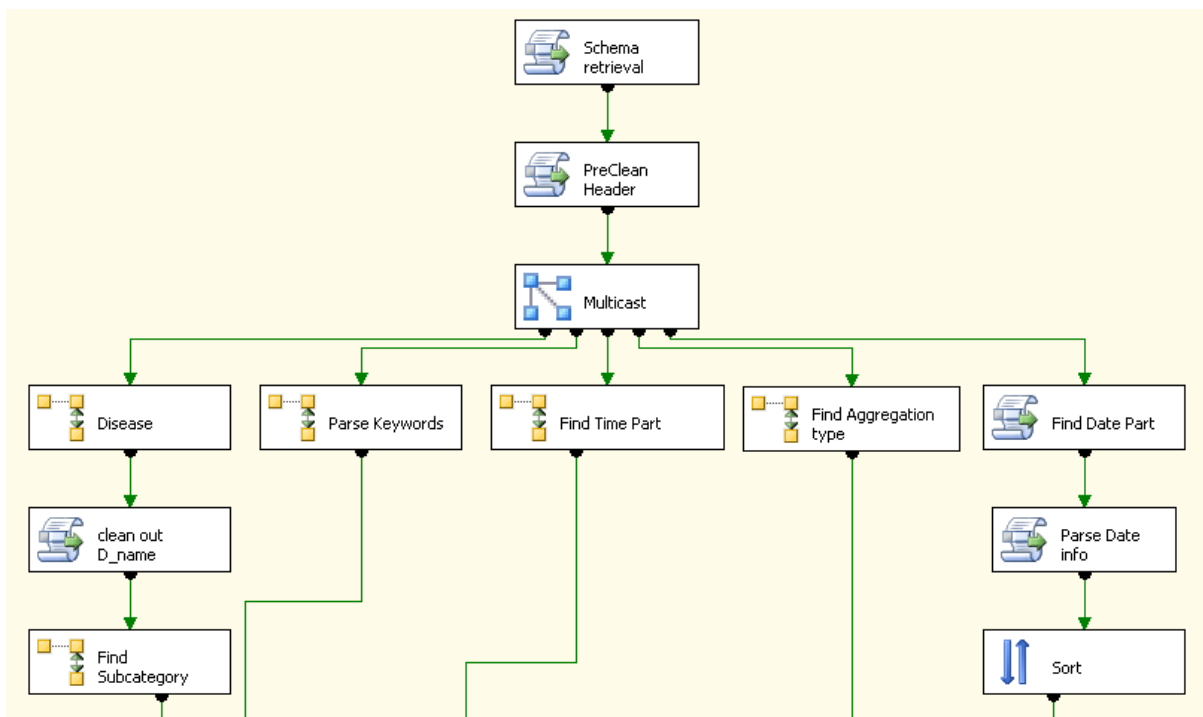 Schema
retrieval
PreClean
Header
Multicast
Disease
Parse Keywords
Find Time Part
Find Aggregation
type
Find Date Part
clean out
D_name
Parse Date
info
Find
Subcategory
Sort